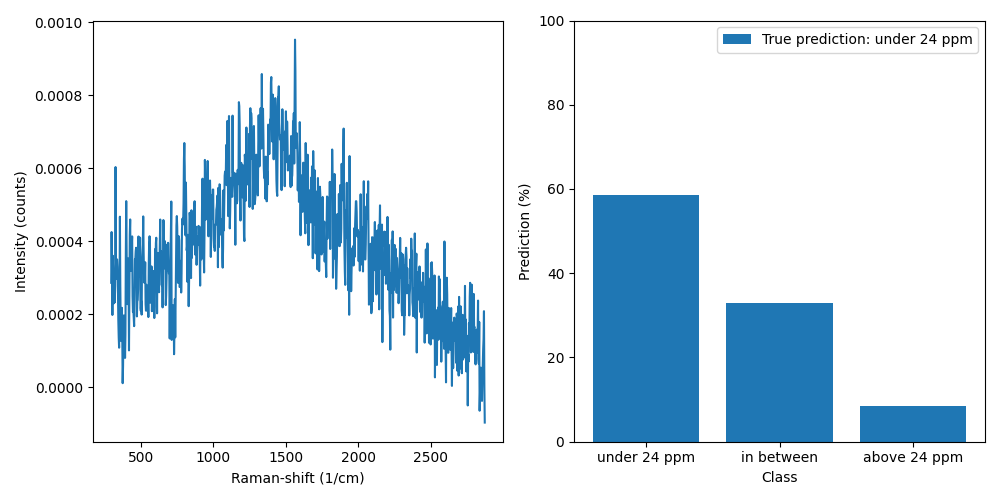 0.0010
0.0008
0.0006
0.0004
0.0002
0.0000
Intensity (counts)
500 1000 1500 2000 2500
Raman-shift (1/cm)
100
80
60
40
20
0
Prediction (%)
True prediction: under 24 ppm
under 24 ppm in between above 24 ppm
Class